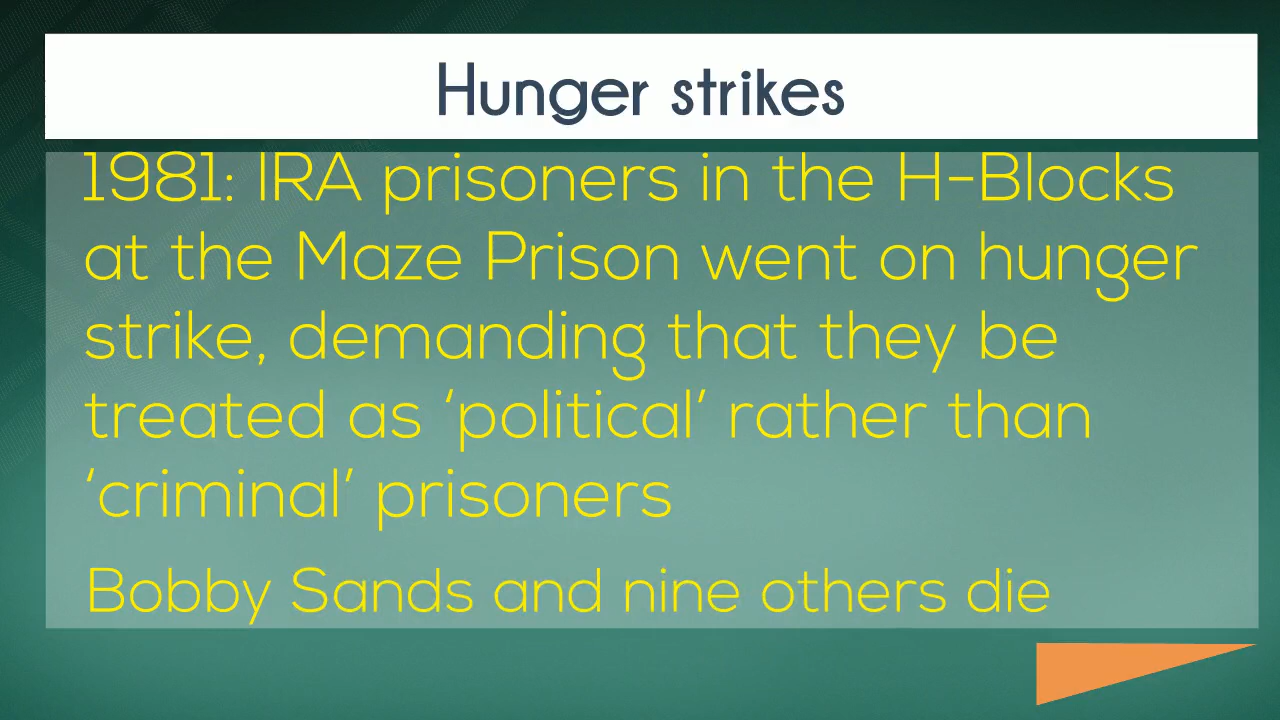 Hunger strikes
1981: IRA prisoners in the H-Blocks
at the Maze Prison went on hunger
strike, demanding that they be
treated as ‘political’ rather than
‘criminal’ prisoners
Bobby Sands and nine others die